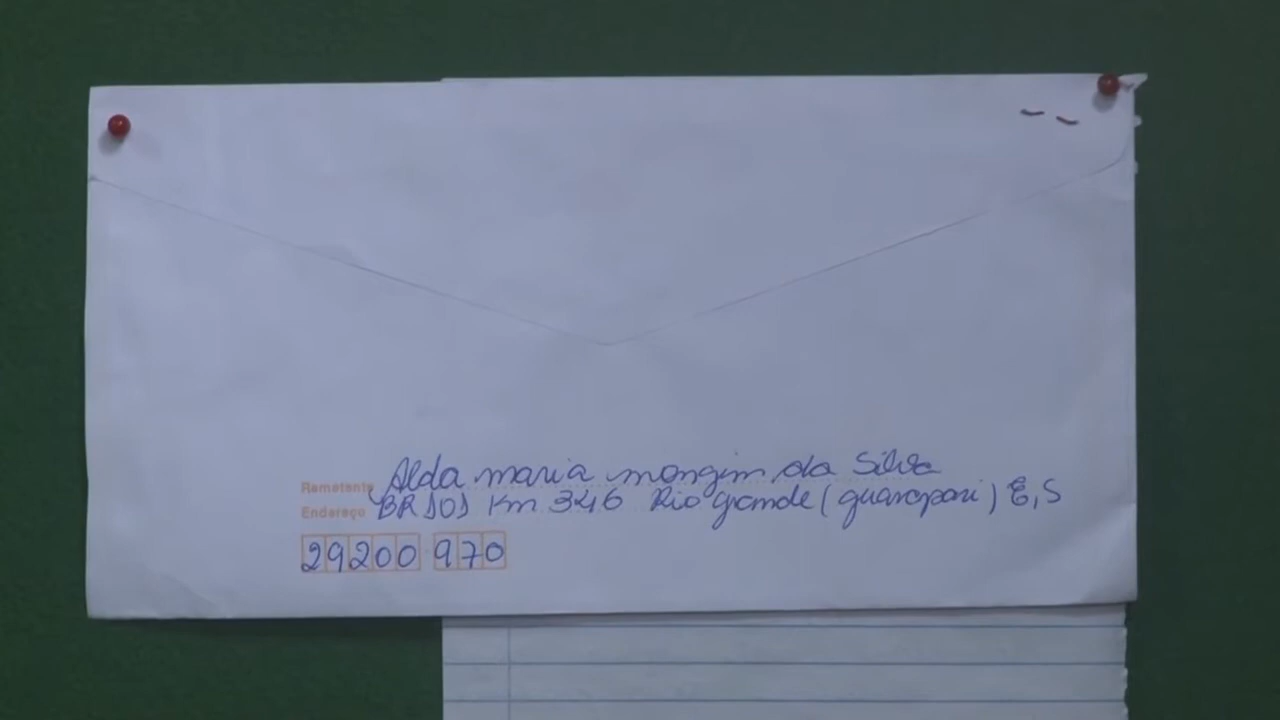 Remetente Alda maria mongim da Silva
Endereço BR 101 Km 346 Rio grande (guarapari) E,S
29200 970